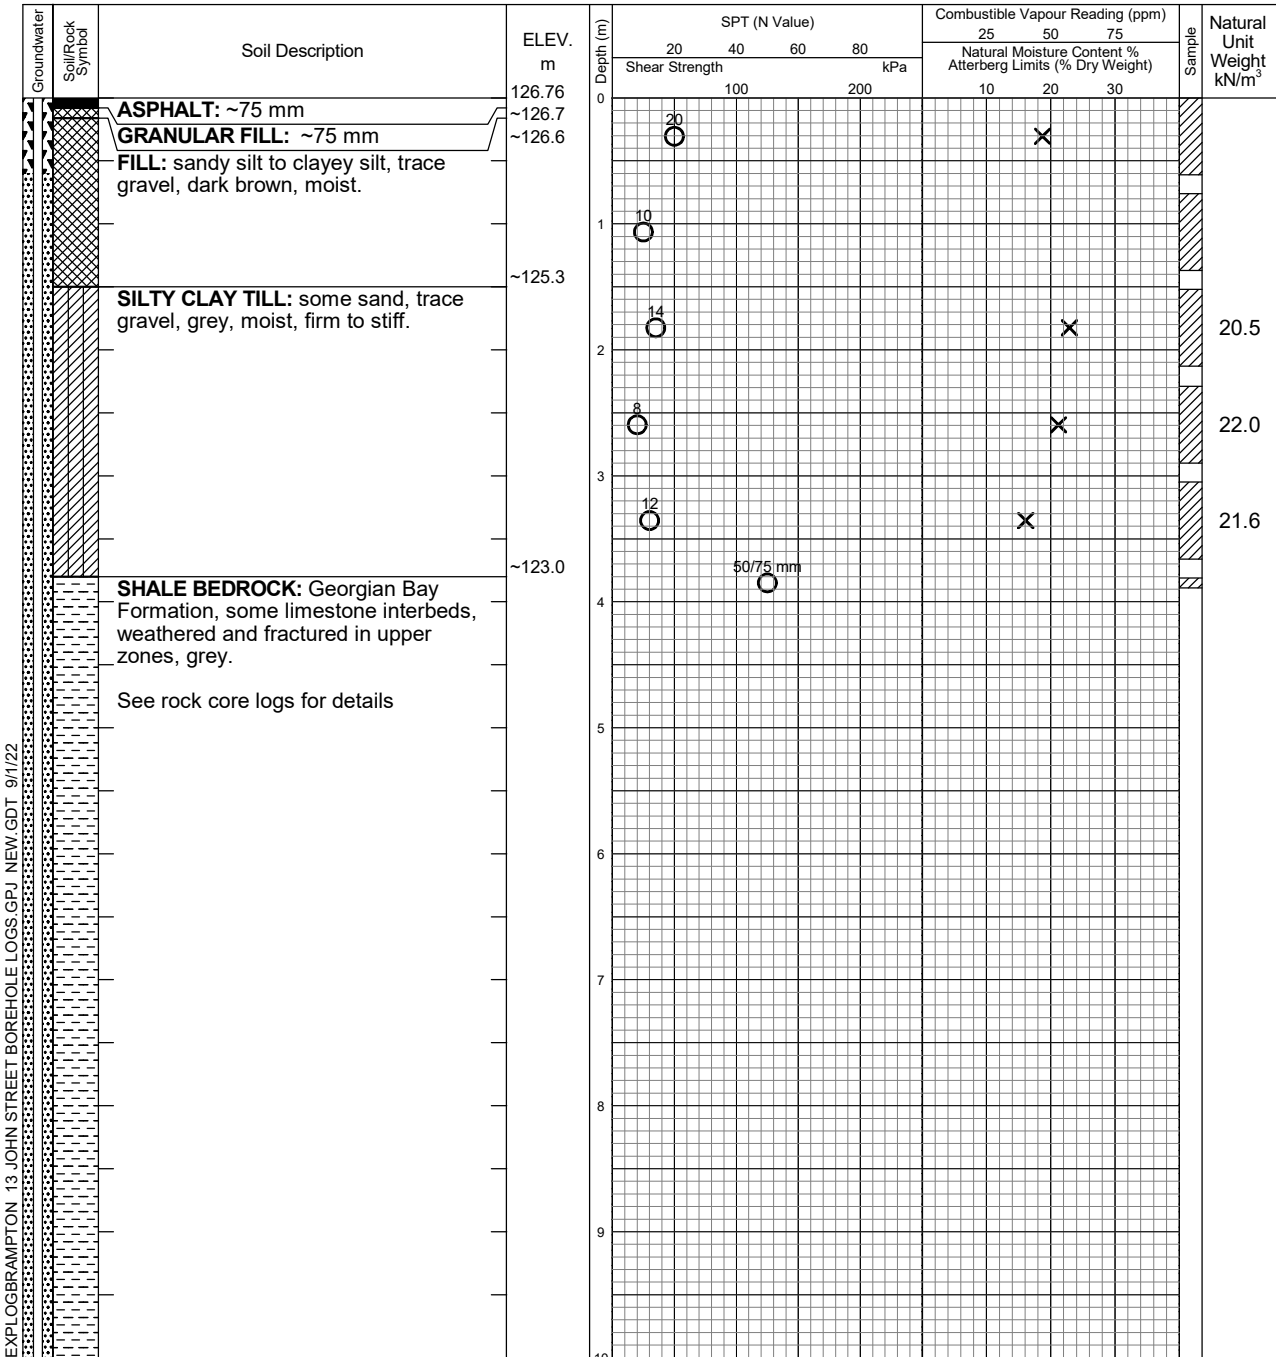 Groundwater
Soil/Rock
Symbol
Soil Description
ELEV.
m
Depth (m)
SPT (N Value)
20 40 60 80
Shear Strength kPa
100 200
Combustible Vapour Reading (ppm)
25 50 75
Natural Moisture Content %
Atterberg Limits (% Dry Weight)
10 20 30
Sample
Natural
Unit
Weight
kN/m³
126.76
0
ASPHALT: ~75 mm
~126.7
GRANULAR FILL: ~75 mm
~126.6
20
FILL: sandy silt to clayey silt, trace
gravel, dark brown, moist.
10
1
~125.3
SILTY CLAY TILL: some sand, trace
gravel, grey, moist, firm to stiff.
14
20.5
2
8
22.0
3
12
21.6
~123.0
50/75 mm
SHALE BEDROCK: Georgian Bay
Formation, some limestone interbeds,
weathered and fractured in upper
zones, grey.
4
See rock core logs for details
5
6
7
8
9
10
EXPLOGBRAMPTON 13 JOHN STREET BOREHOLE LOGS.GPJ NEW.GDT 9/1/22